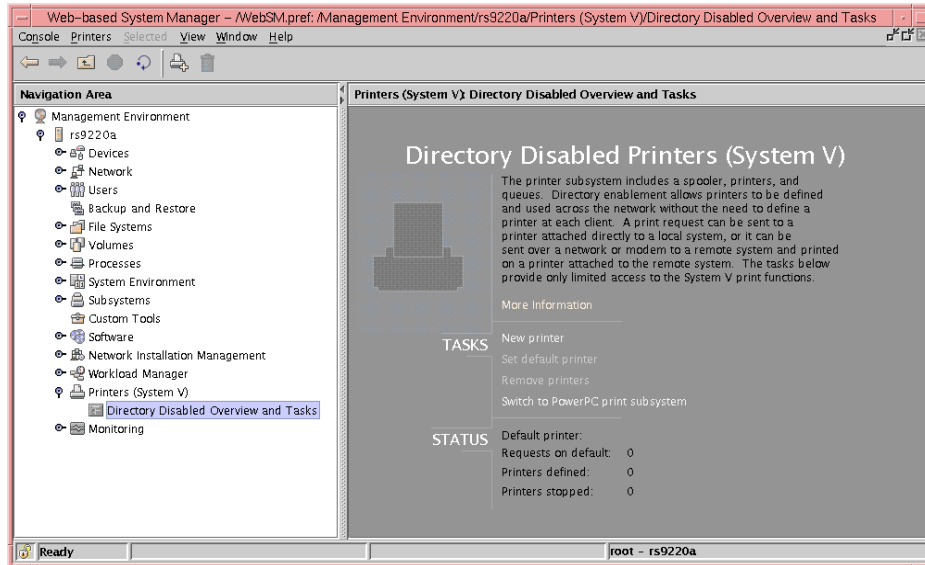 Web-based System Manager - /WebSM.pref: /Management Environment/rs9220a/Printers (System V)/Directory Disabled Overview and Tasks
Console Printers Selected View Window Help
Navigation Area
Printers (System V): Directory Disabled Overview and Tasks
Management Environment
rs9220a
Devices
Network
Users
Backup and Restore
File Systems
Volumes
Processes
System Environment
Subsystems
Custom Tools
Software
Network Installation Management
Workload Manager
Printers (System V)
Directory Disabled Overview and Tasks
Monitoring
Directory Disabled Printers (System V)
The printer subsystem includes a spooler, printers, and
queues. Directory enablement allows printers to be defined
and used across the network without the need to define a
printer at each client. A print request can be sent to a
printer attached directly to a local system, or it can be
sent over a network or modem to a remote system and printed
on a printer attached to the remote system. The tasks below
provide only limited access to the System V print functions.
More Information
TASKS
New printer
Set default printer
Remove printers
Switch to PowerPC print subsystem
STATUS
Default printer:
Requests on default: 0
Printers defined: 0
Printers stopped: 0
Ready
root - rs9220a